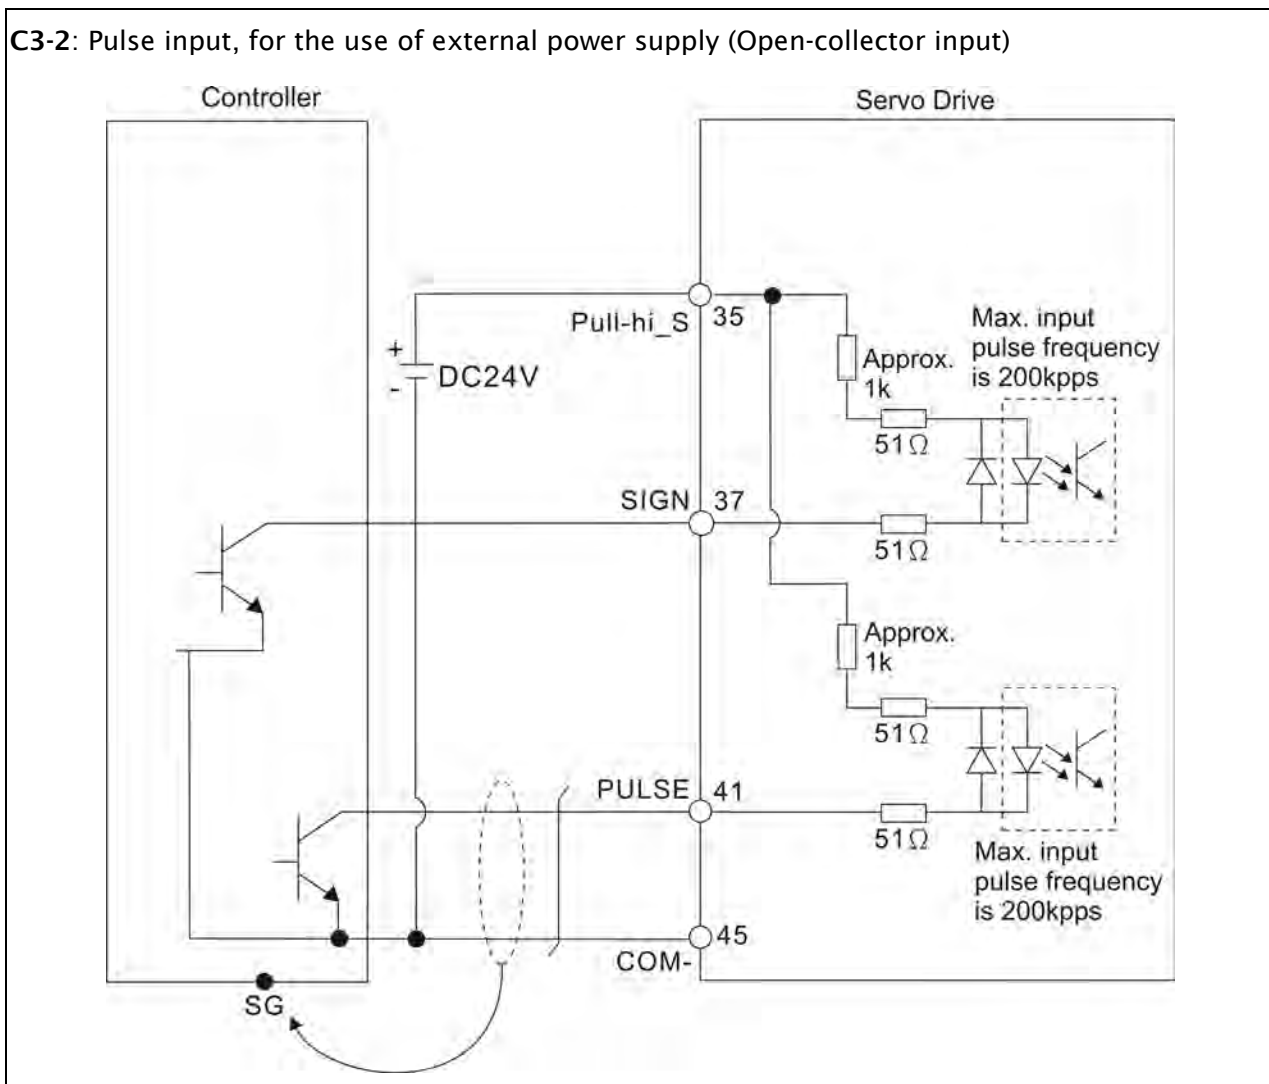 C3-2: Pulse input, for the use of external power supply (Open-collector input)
Controller
Servo Drive
Pull-hi_S
35
Max. input
pulse frequency
is 200kpps
+
-
DC24V
Approx.
1k
51Ω
SIGN
37
51Ω
Approx.
1k
51Ω
PULSE
41
51Ω
Max. input
pulse frequency
is 200kpps
45
COM-
SG